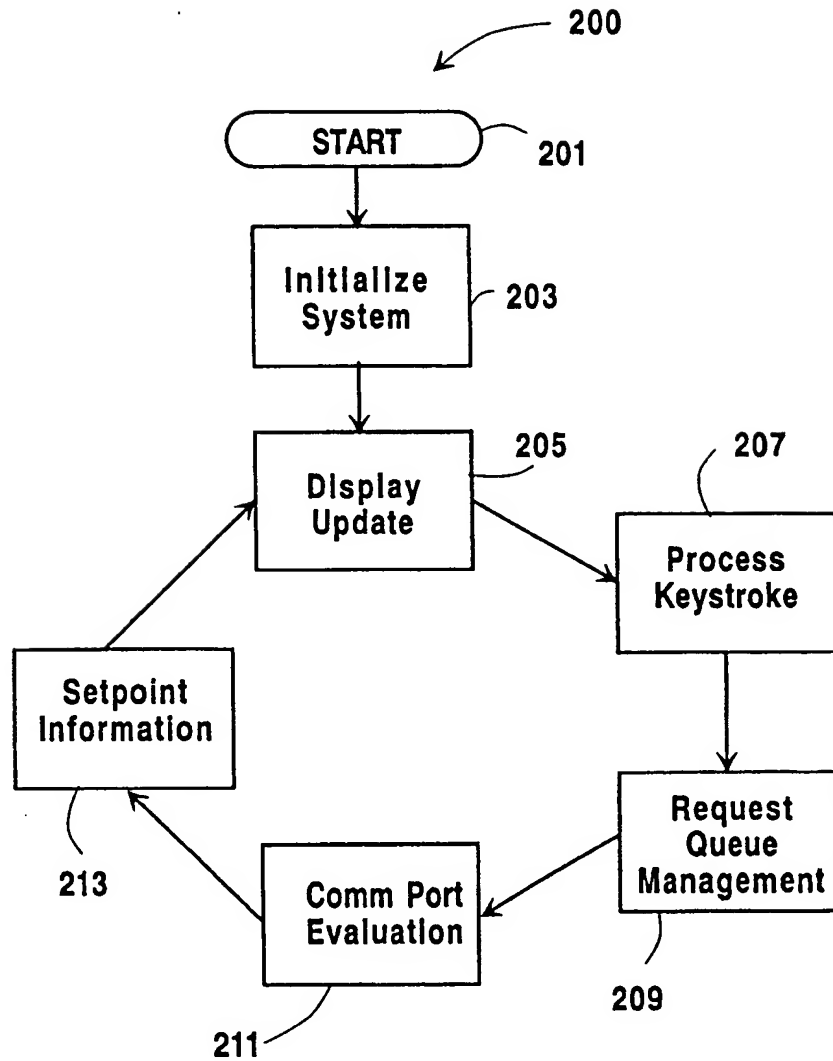 200
START
201
Initialize
System
203
Display
Update
205
207
Process
Keystroke
Setpoint
Information
213
Request
Queue
Management
209
Comm Port
Evaluation
211